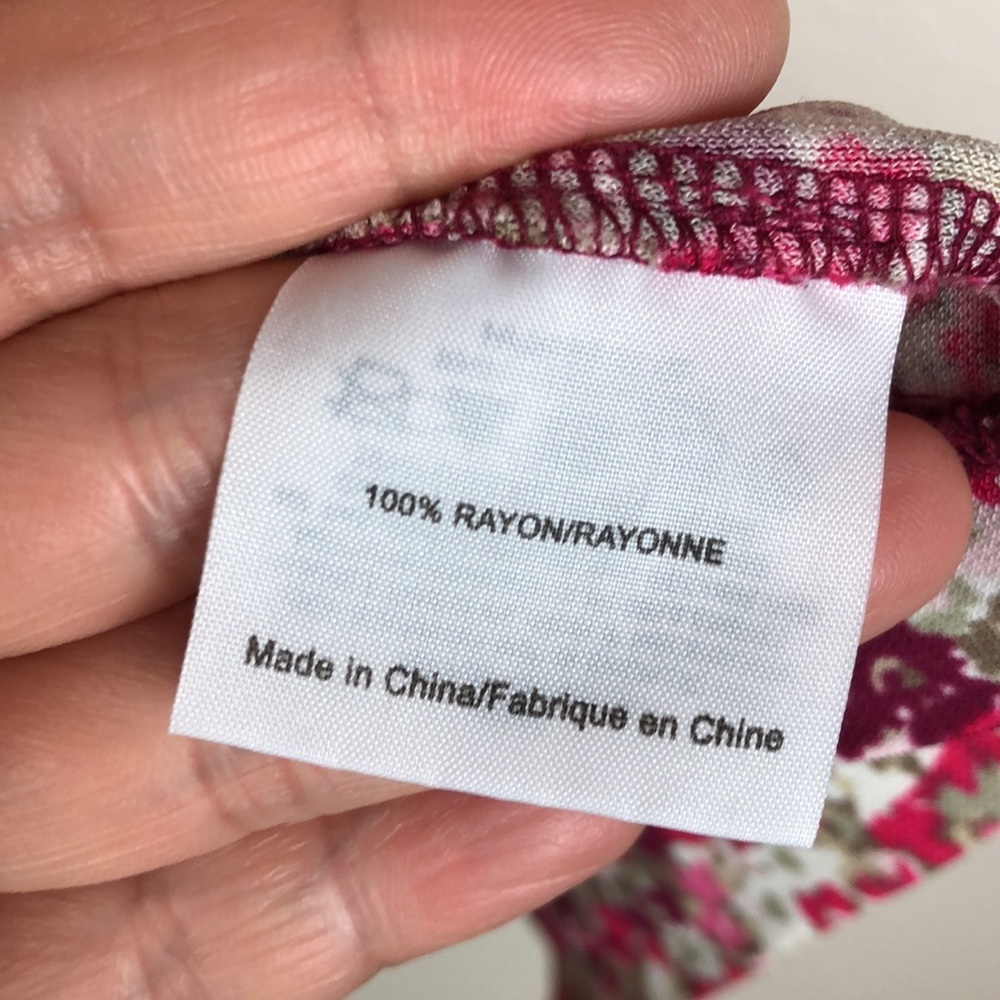 100% RAYON/RAYONNE
Made in China/Fabrique en Chine